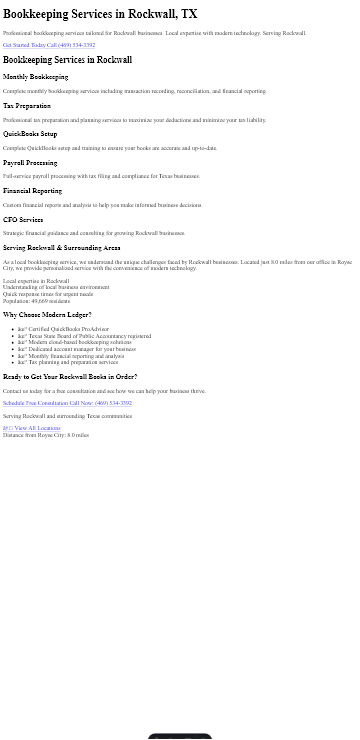 Bookkeeping Services in Rockwall, TX
Professional bookkeeping services tailored for Rockwall businesses. Local expertise with modern technology. Serving Rockwall.
Get Started Today Call (469) 534-3392
Bookkeeping Services in Rockwall
Monthly Bookkeeping
Complete monthly bookkeeping services including transaction recording, reconciliation, and financial reporting.
Tax Preparation
Professional tax preparation and planning services to maximize your deductions and minimize your tax liability.
QuickBooks Setup
Complete QuickBooks setup and training to ensure your books are accurate and up-to-date.
Payroll Processing
Full-service payroll processing with tax filing and compliance for Texas businesses.
Financial Reporting
Custom financial reports and analysis to help you make informed business decisions.
CFO Services
Strategic financial guidance and consulting for growing Rockwall businesses.
Serving Rockwall & Surrounding Areas
As a local bookkeeping service, we understand the unique challenges faced by Rockwall businesses. Located just 8.0 miles from our office in Royse
City, we provide personalized service with the convenience of modern technology.
Local expertise in Rockwall
Understanding of local business environment
Quick response times for urgent needs
Population: 49,669 residents
Why Choose Modern Ledger?
âœ“ Certified QuickBooks ProAdvisor
âœ“ Texas State Board of Public Accountancy registered
âœ“ Modern cloud-based bookkeeping solutions
âœ“ Dedicated account manager for your business
âœ“ Monthly financial reporting and analysis
âœ“ Tax planning and preparation services
Ready to Get Your Rockwall Books in Order?
Contact us today for a free consultation and see how we can help your business thrive.
Schedule Free Consultation Call Now: (469) 534-3392
Serving Rockwall and surrounding Texas communities
View All Locations
Distance from Royse City: 8.0 miles